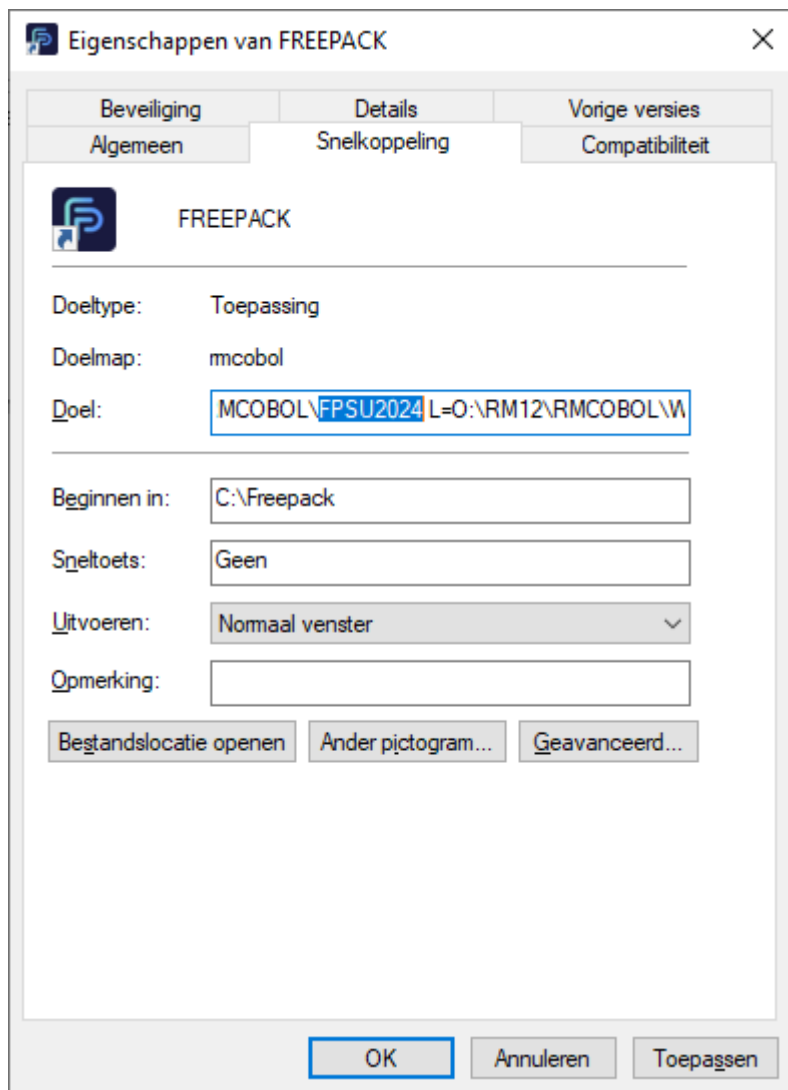 Eigenschappen van FREEPACK
Beveiliging Details Vorige versies
Algemeen Snelkoppeling Compatibiliteit
FREEPACK
Doeltype: Toepassing
Doelmap: rmcobol
Doel: MCOBOL\FPSU2024 L=O:\RM12\RMCOBOL\W
Beginnen in: C:\Freepack
Sneltoets: Geen
Uitvoeren: Normaal venster
Opmerking:
Bestandslocatie openen Ander pictogram... Geavanceerd...
OK Annuleren Toepassen